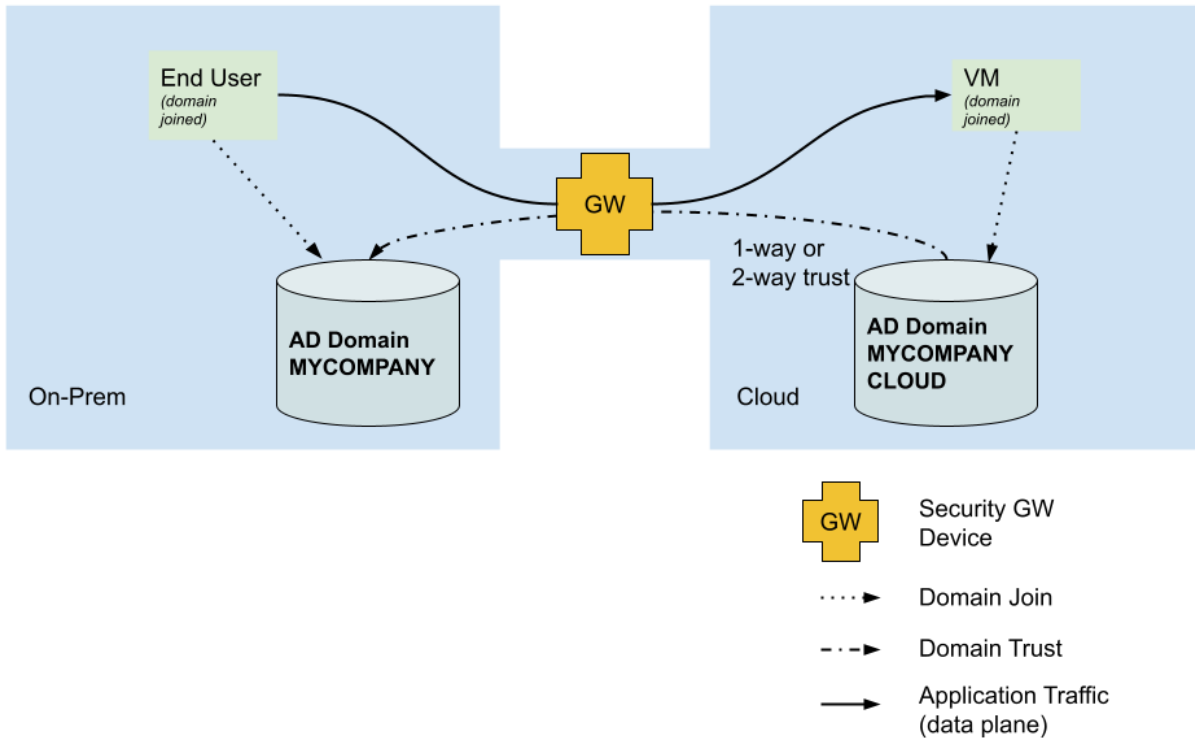 End User
(domain
joined)
VM
(domain
joined)
GW
1-way or
2-way trust
AD Domain
MYCOMPANY
AD Domain
MYCOMPANY
CLOUD
On-Prem
Cloud
GW
Security GW
Device
Domain Join
Domain Trust
Application Traffic
(data plane)